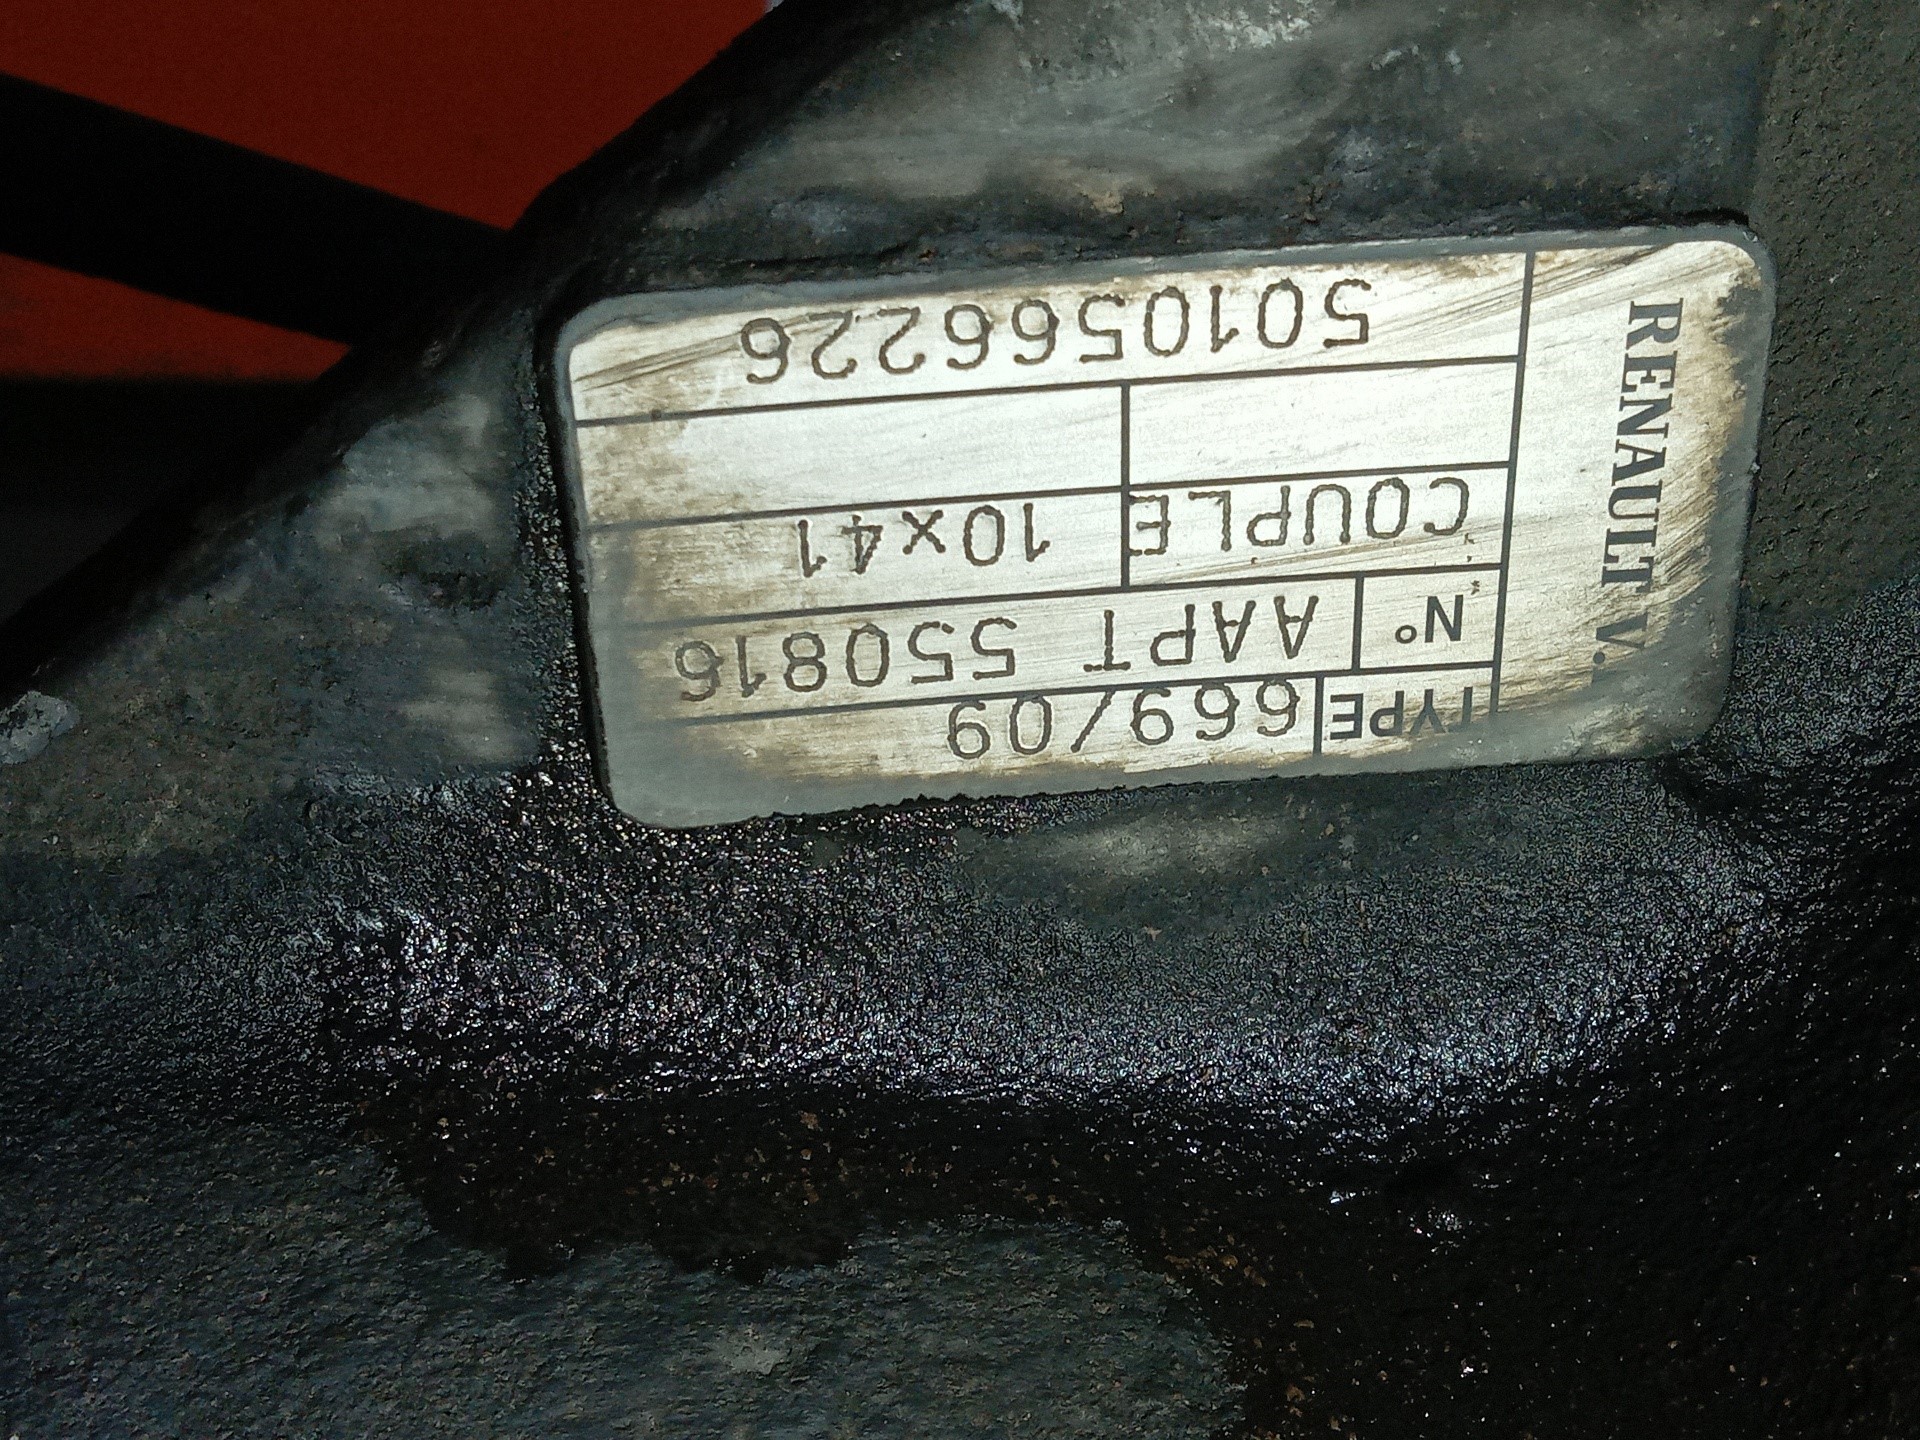 RENAULT V.I.
TYPE 669/09
N° AAPT 550816
COUPLE 10x41
5010566226